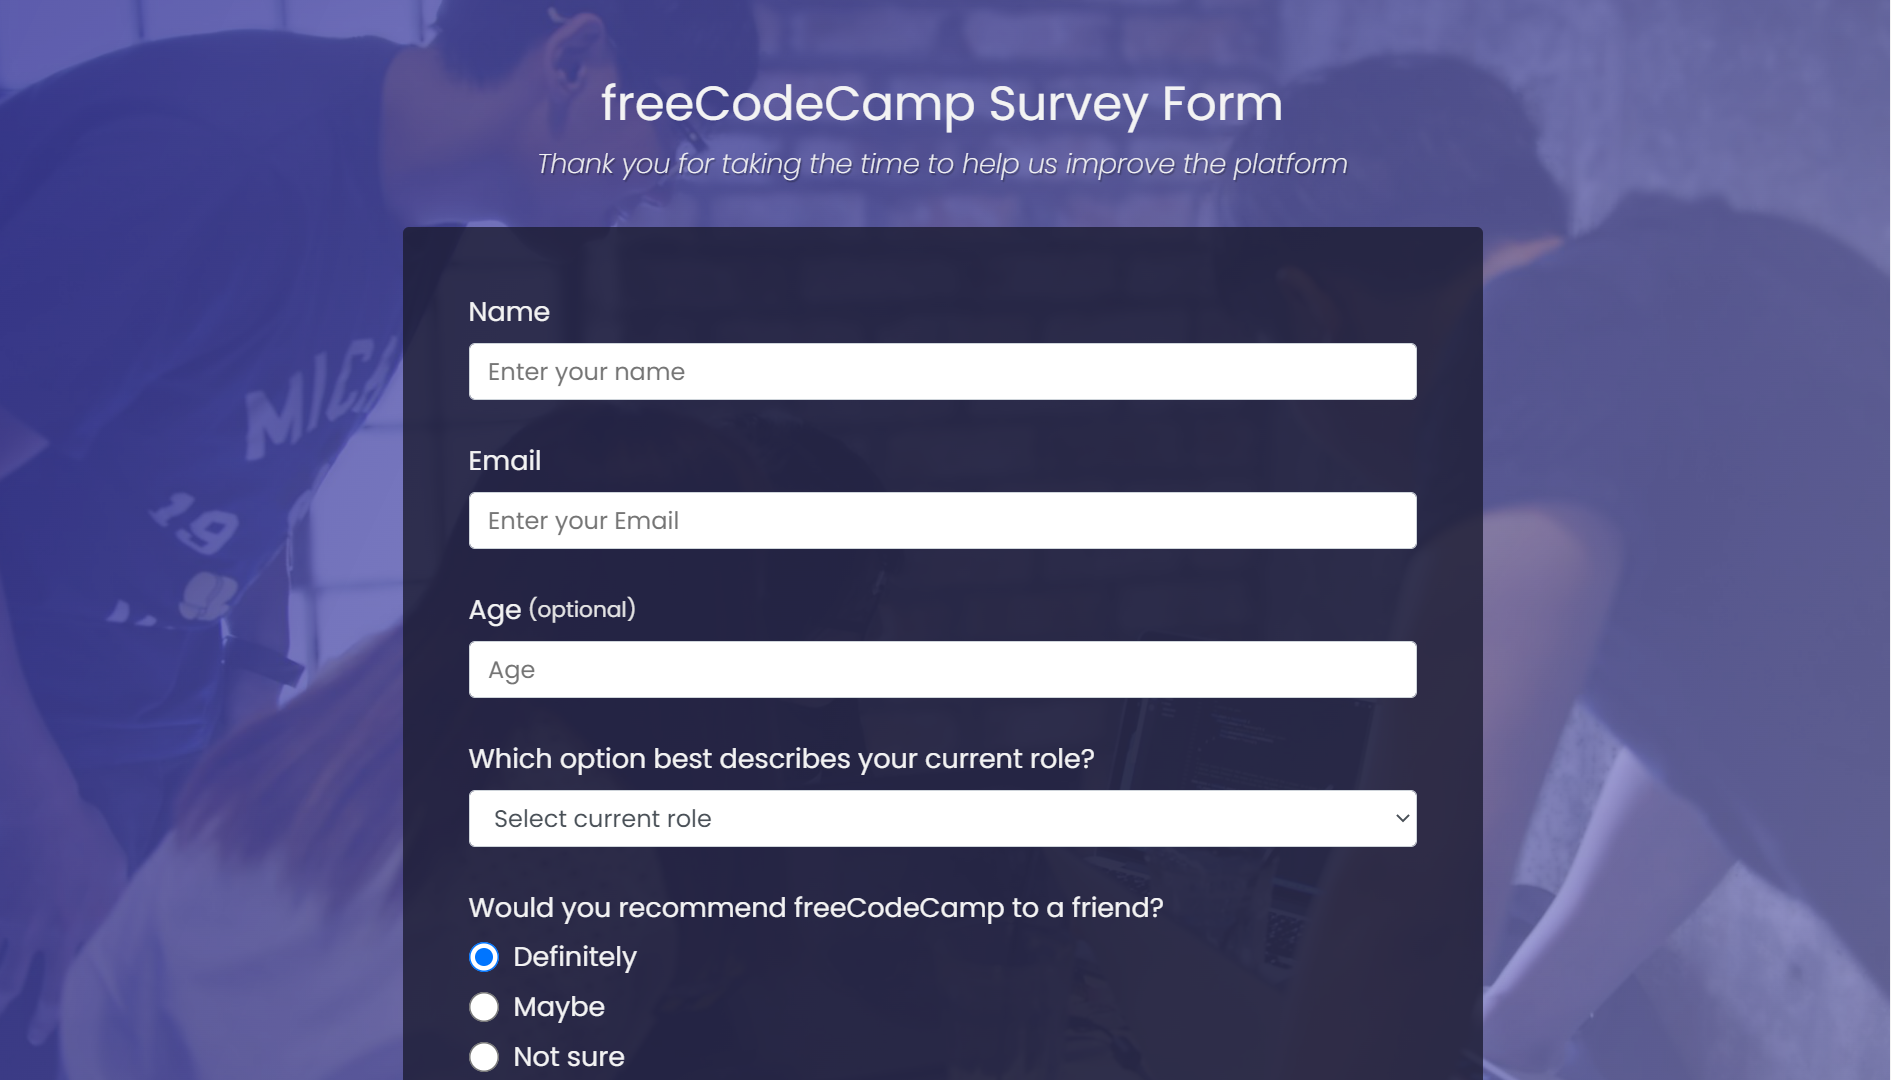 freeCodeCamp Survey Form
Thank you for taking the time to help us improve the platform
Name
Enter your name
Email
Enter your Email
Age (optional)
Age
Which option best describes your current role?
Select current role
Would you recommend freeCodeCamp to a friend?
Definitely
Maybe
Not sure
19